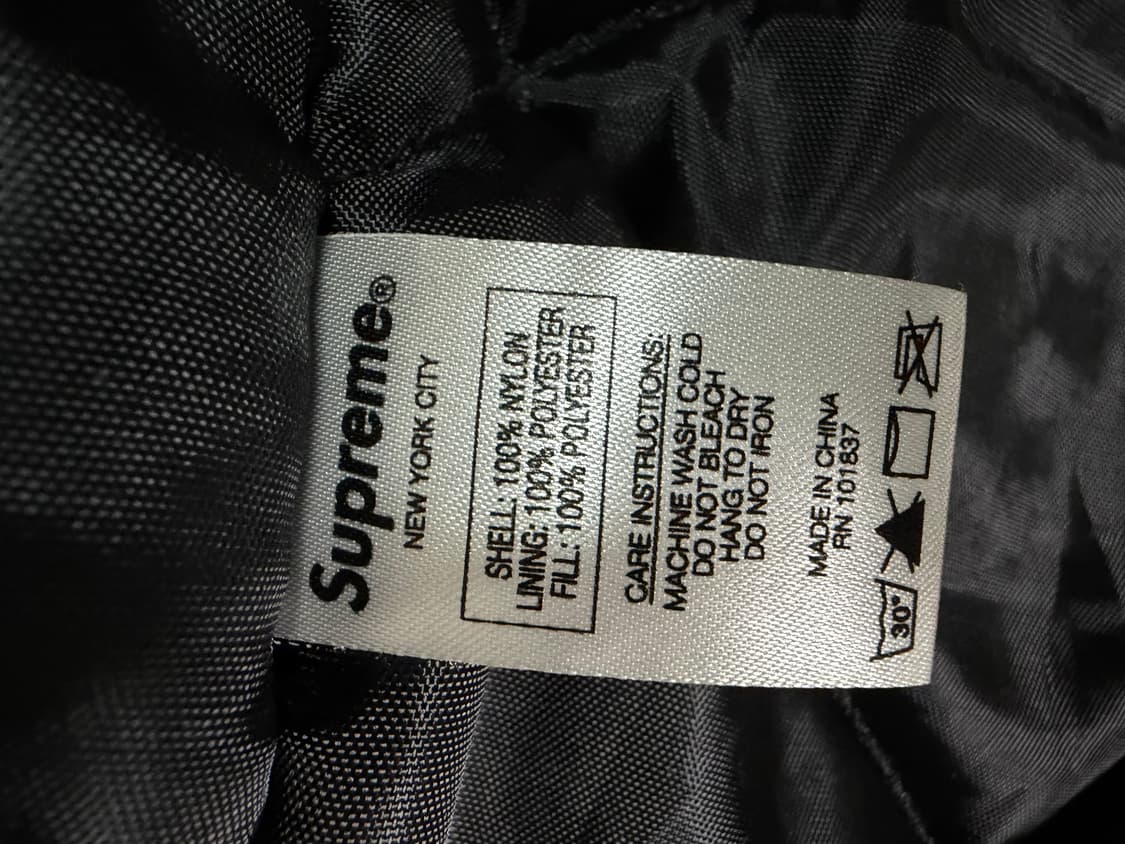 Supreme®
NEW YORK CITY
SHELL: 100% NYLON
LINING: 100% POLYESTER
FILL: 100% POLYESTER
CARE INSTRUCTIONS:
MACHINE WASH COLD
DO NOT BLEACH
HANG TO DRY
DO NOT IRON
MADE IN CHINA
RN 101837
30°